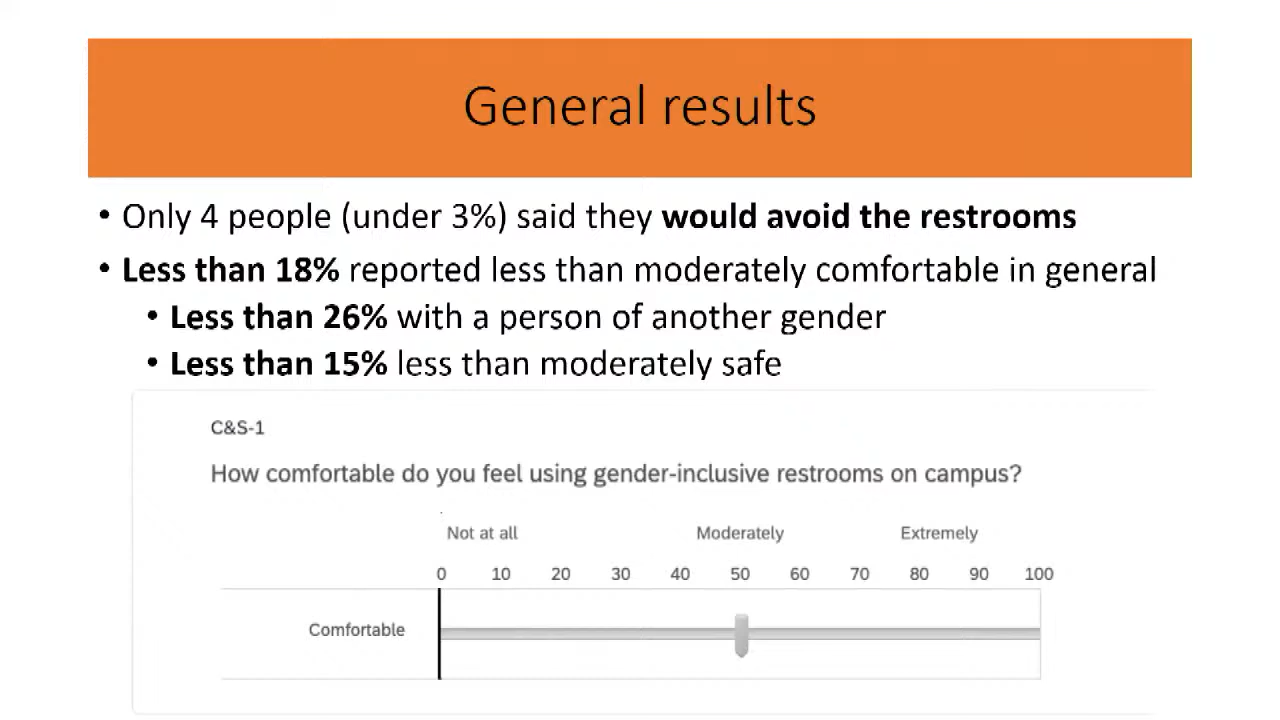 General results
• Only 4 people (under 3%) said they would avoid the restrooms
• Less than 18% reported less than moderately comfortable in general
• Less than 26% with a person of another gender
• Less than 15% less than moderately safe
C&S-1
How comfortable do you feel using gender-inclusive restrooms on campus?
Not at all Moderately Extremely
0 10 20 30 40 50 60 70 80 90 100
Comfortable